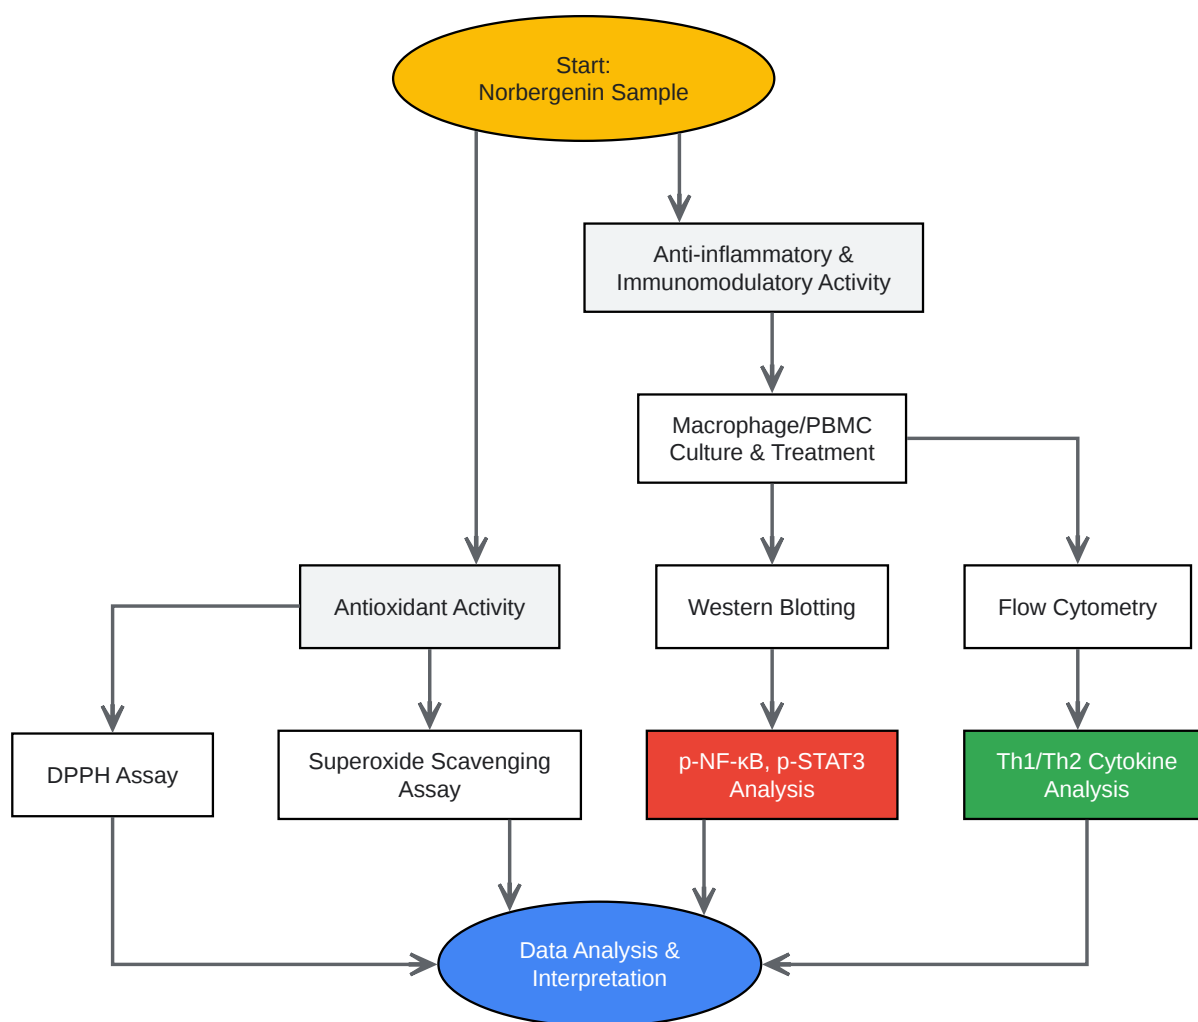 Start:
Norbergenin Sample
Anti-inflammatory &
Immunomodulatory Activity
Macrophage/PBMC
Culture & Treatment
Antioxidant Activity
Western Blotting
Flow Cytometry
DPPH Assay
Superoxide Scavenging
Assay
p-NF-κB, p-STAT3
Analysis
Th1/Th2 Cytokine
Analysis
Data Analysis &
Interpretation